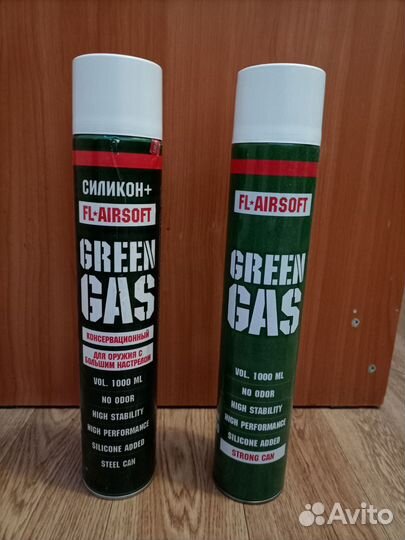 СИЛИКОН+
FL★AIRSOFT
GREEN
GAS
КОНСЕРВАЦИОННЫЙ
ДЛЯ ОРУЖИЯ С
БОЛЬШИМ НАСТРЕЛОМ
VOL. 1000 ML
NO ODOR
HIGH STABILITY
HIGH PERFORMANCE
SILICONE ADDED
STEEL CAN
FL★AIRSOFT
GREEN
GAS
VOL. 1000 ML
NO ODOR
HIGH STABILITY
HIGH PERFORMANCE
SILICONE ADDED
STRONG CAN
Avito